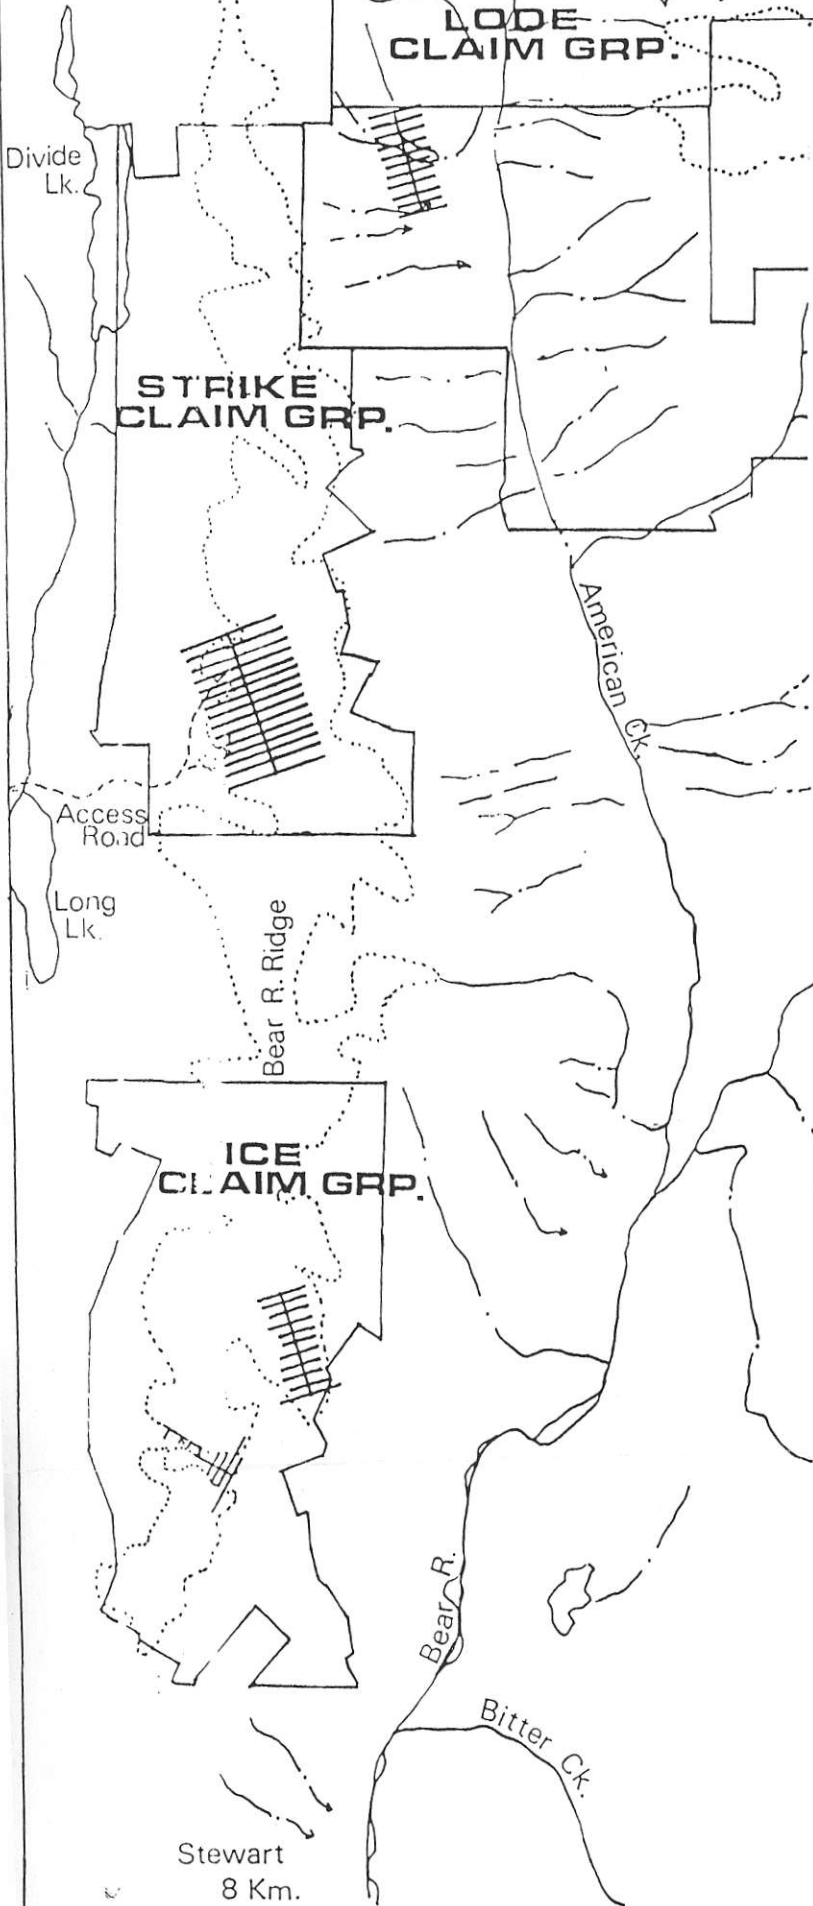 LODE
CLAIM GRP.
Divide
Lk.
STRIKE
CLAIM GRP.
American Ck.
Access
Road
Long
Lk.
Bear R. Ridge
ICE
CLAIM GRP.
Bear R.
Bitter Ck.
Stewart
8 Km.